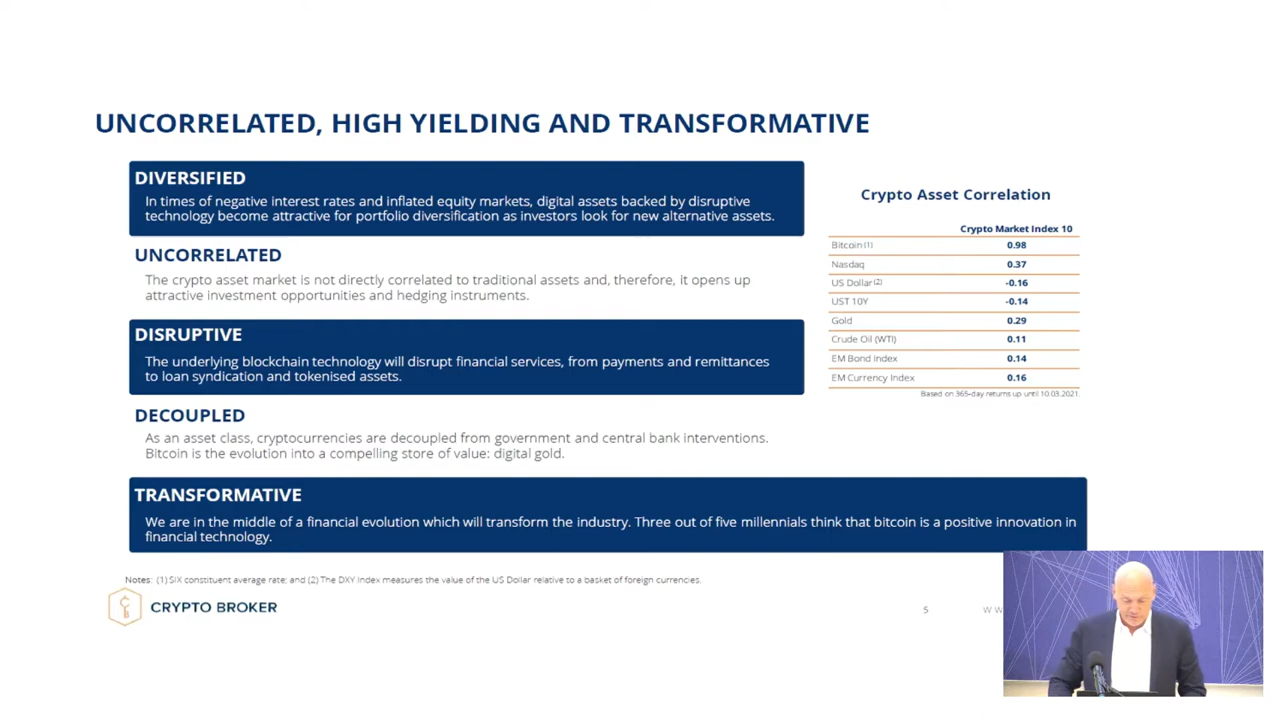 UNCORRELATED, HIGH YIELDING AND TRANSFORMATIVE
DIVERSIFIED
In times of negative interest rates and inflated equity markets, digital assets backed by disruptive
technology become attractive for portfolio diversification as investors look for new alternative assets.
UNCORRELATED
The crypto asset market is not directly correlated to traditional assets and, therefore, it opens up
attractive investment opportunities and hedging instruments.
DISRUPTIVE
The underlying blockchain technology will disrupt financial services, from payments and remittances
to loan syndication and tokenised assets.
DECOUPLED
As an asset class, cryptocurrencies are decoupled from government and central bank interventions.
Bitcoin is the evolution into a compelling store of value: digital gold.
Crypto Asset Correlation
Crypto Market Index 10
Bitcoin (1) 0.98
Nasdaq 0.37
US Dollar (2) -0.16
UST 10Y -0.14
Gold 0.29
Crude Oil (WTI) 0.11
EM Bond Index 0.14
EM Currency Index 0.16
Based on 365-day returns up until 10.03.2021.
TRANSFORMATIVE
We are in the middle of a financial evolution which will transform the industry. Three out of five millennials think that bitcoin is a positive innovation in
financial technology.
Notes: (1) SIX constituent average rate; and (2) The DXY Index measures the value of the US Dollar relative to a basket of foreign currencies.
CRYPTO BROKER
5